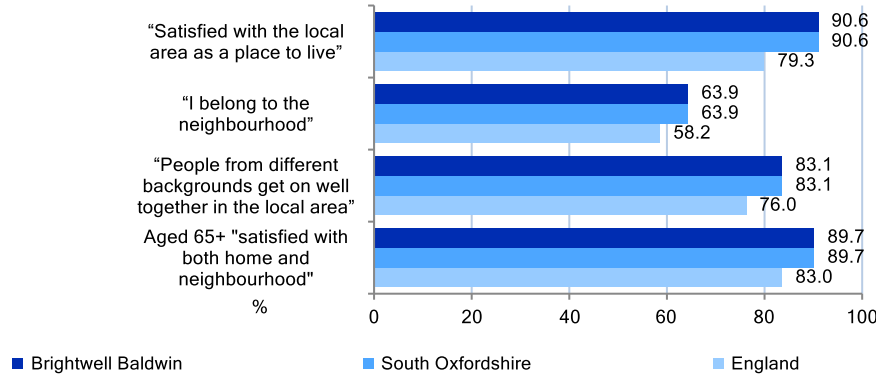 “Satisfied with the local
area as a place to live”
90.6
90.6
79.3
“I belong to the
neighbourhood”
63.9
63.9
58.2
“People from different
backgrounds get on well
together in the local area”
83.1
83.1
76.0
Aged 65+ "satisfied with
both home and
neighbourhood"
89.7
89.7
83.0
%
0 20 40 60 80 100
Brightwell Baldwin South Oxfordshire England